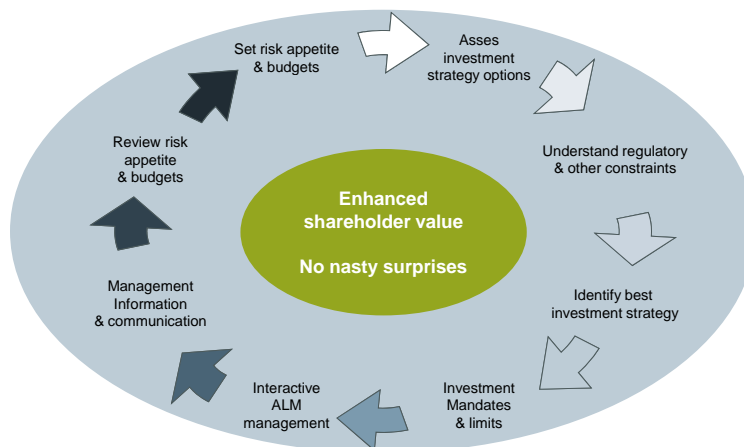 Set risk appetite
& budgets
Asses
investment
strategy options
Understand regulatory
& other constraints
Identify best
investment strategy
Investment
Mandates
& limits
Interactive
ALM
management
Management
Information
& communication
Review risk
appetite
& budgets
Enhanced
shareholder value
No nasty surprises